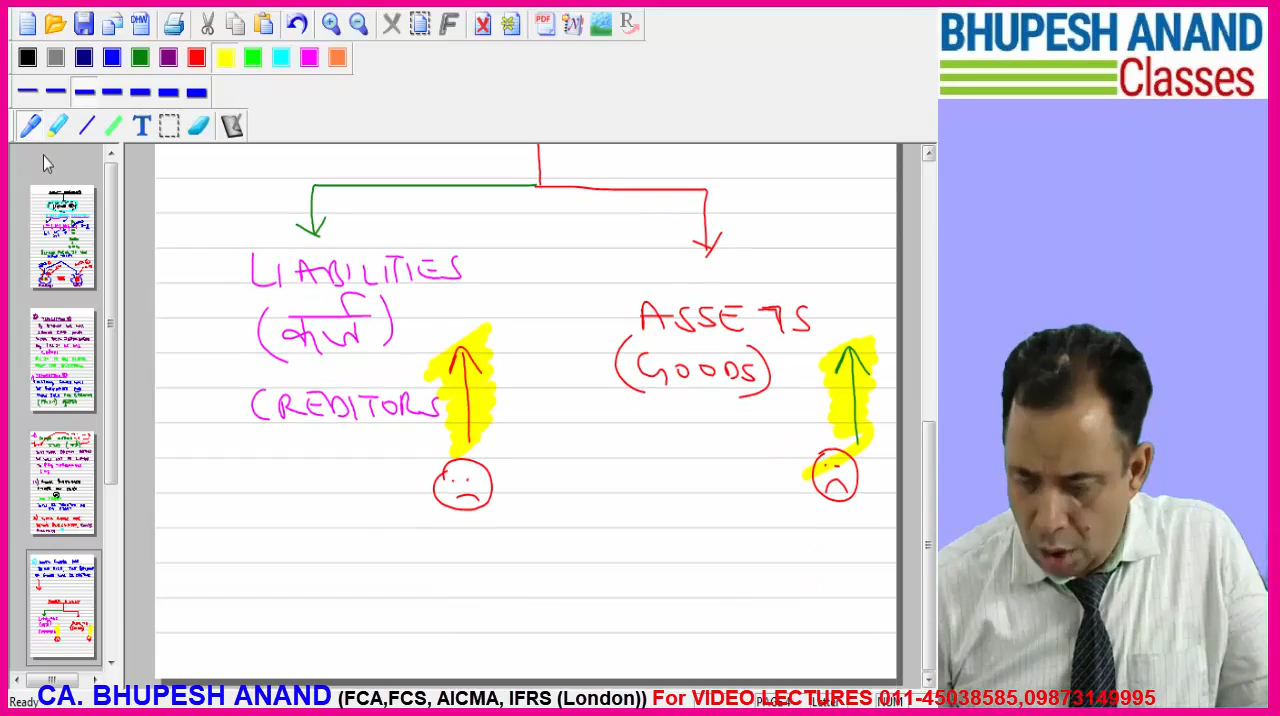 BHUPESH ANAND
Classes
LIABILITIES
(कर्ज)
CREDITORS
ASSETS
(GOODS)
Ready
NUM
CA. BHUPESH ANAND (FCA,FCS, AICMA, IFRS (London)) For VIDEO LECTURES 011-45038585,09873149995